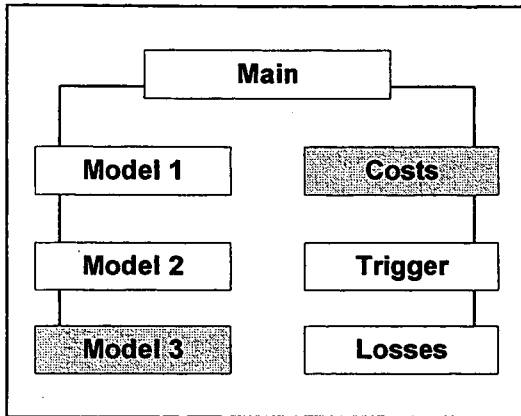 Main
Model 1
Costs
Model 2
Trigger
Model 3
Losses